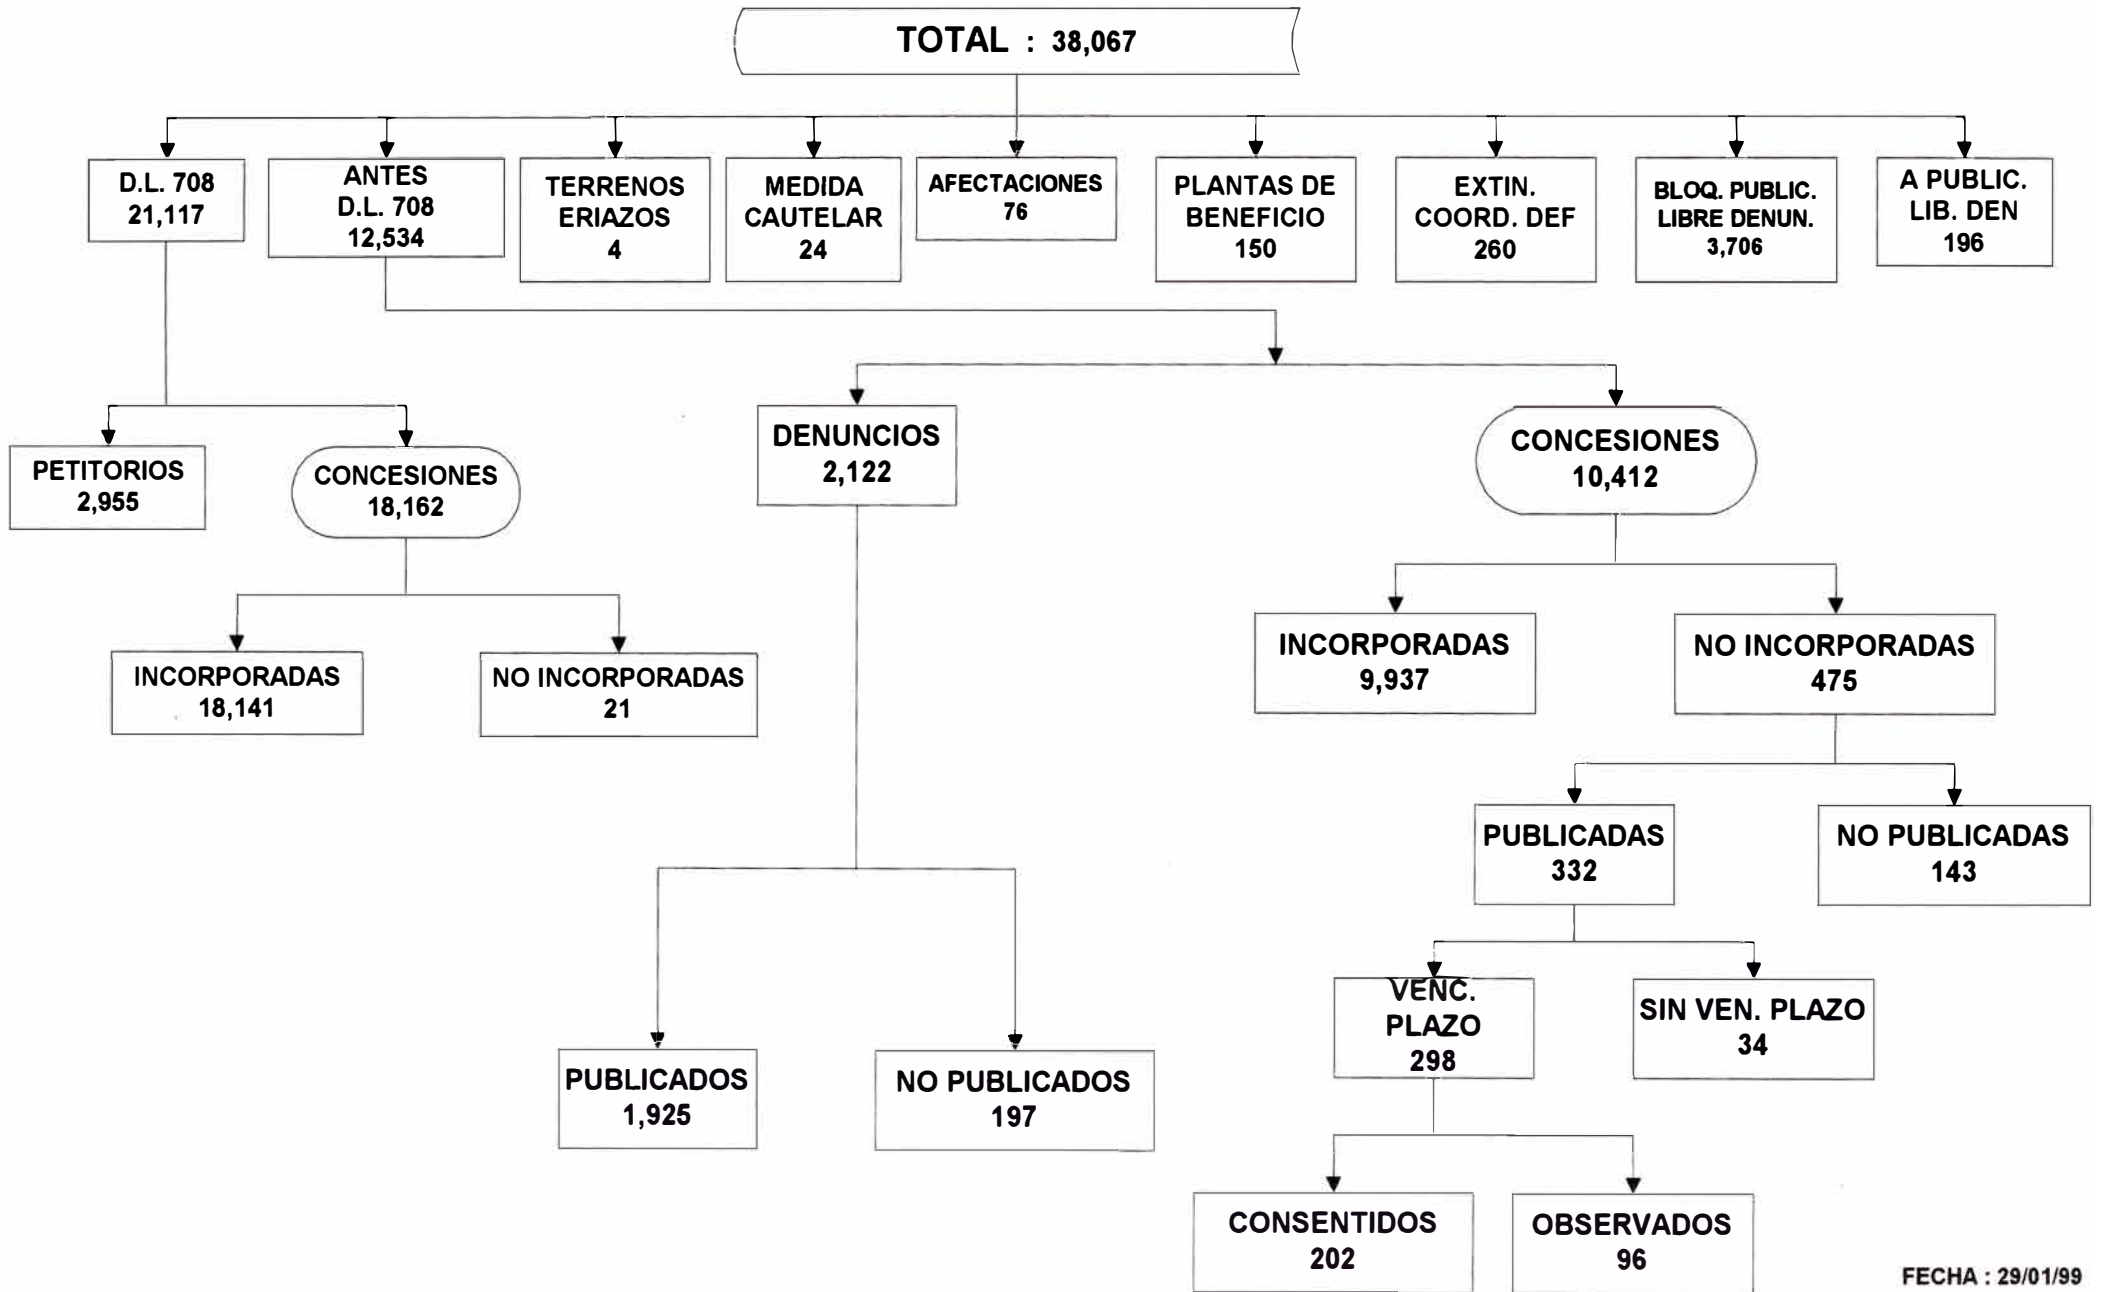 TOTAL : 38,067
D.L. 708
21,117
ANTES
D.L. 708
12,534
TERRENOS
ERIAZOS
4
MEDIDA
CAUTELAR
24
AFECTACIONES
76
PLANTAS DE
BENEFICIO
150
EXTIN.
COORD. DEF
260
BLOQ. PUBLIC.
LIBRE DENUN.
3,706
A PUBLIC.
LIB. DEN
196
PETITORIOS
2,955
CONCESIONES
18,162
DENUNCIOS
2,122
CONCESIONES
10,412
INCORPORADAS
18,141
NO INCORPORADAS
21
INCORPORADAS
9,937
NO INCORPORADAS
475
PUBLICADAS
332
NO PUBLICADAS
143
VENC.
PLAZO
298
SIN VEN. PLAZO
34
PUBLICADOS
1,925
NO PUBLICADOS
197
CONSENTIDOS
202
OBSERVADOS
96
FECHA : 29/01/99